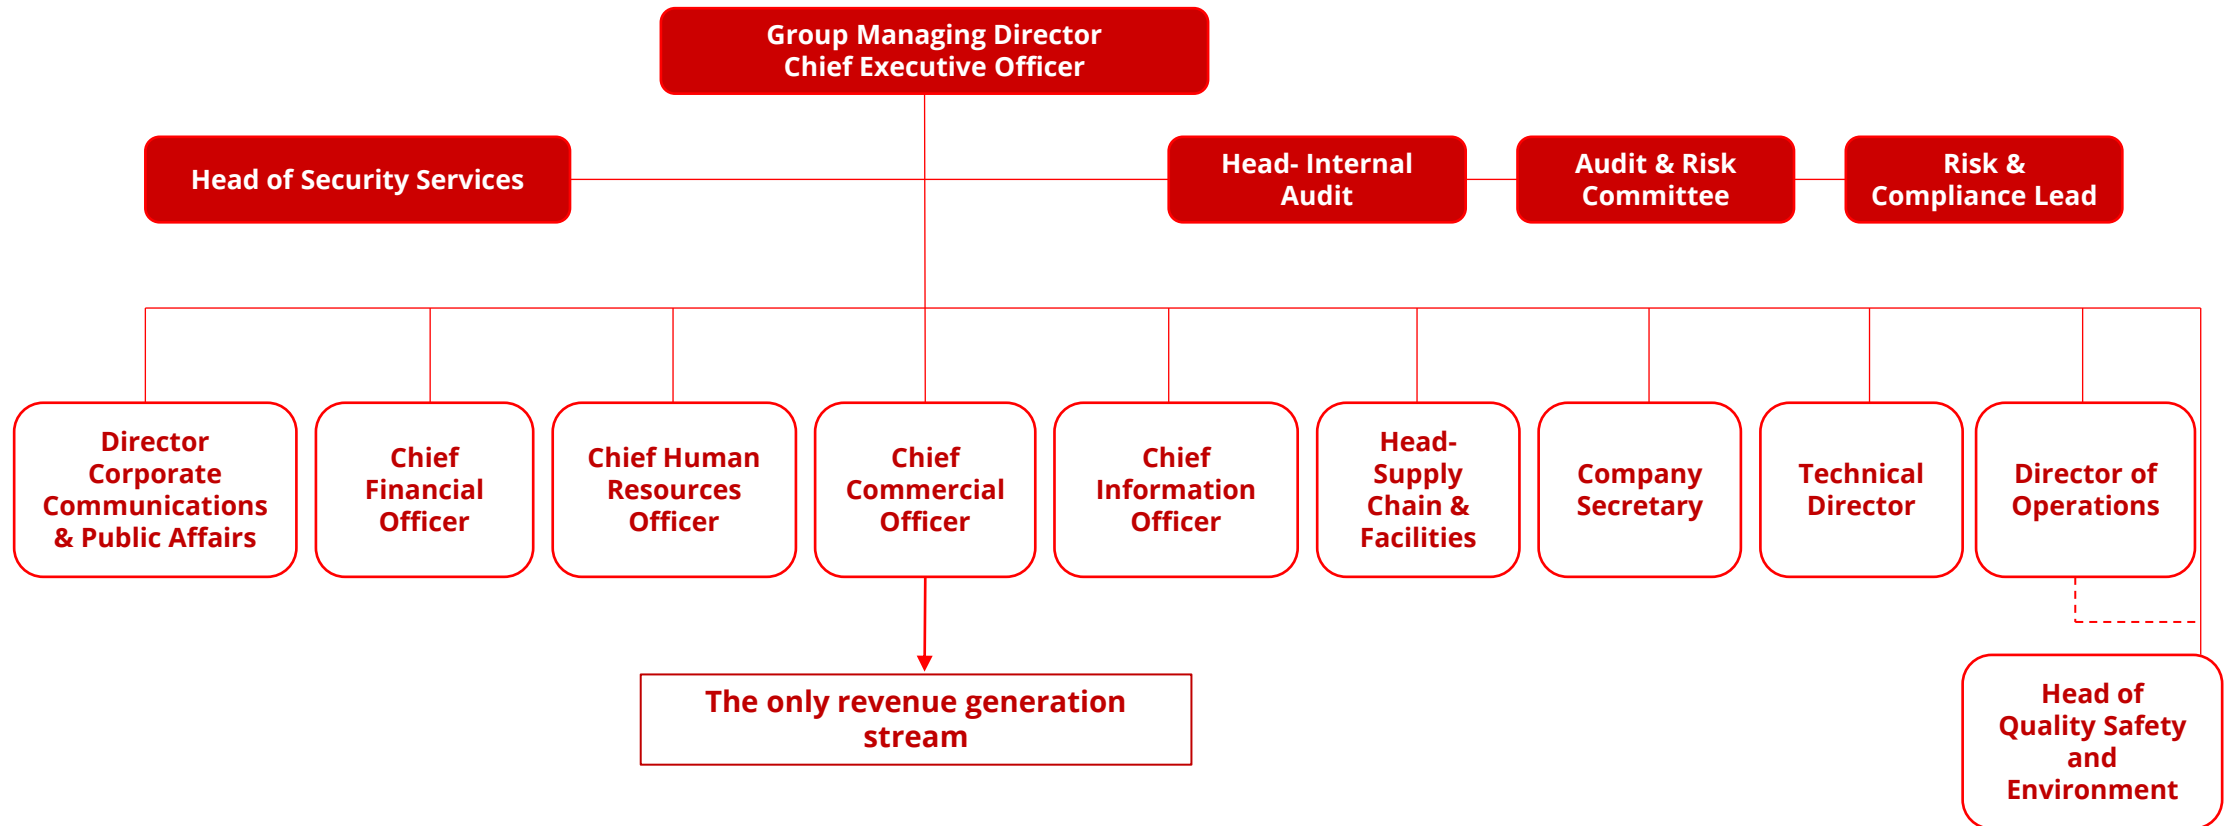 Group Managing Director
Chief Executive Officer
Head of Security Services
Head- Internal
Audit
Audit & Risk
Committee
Risk &
Compliance Lead
Director
Corporate
Communications
& Public Affairs
Chief
Financial
Officer
Chief Human
Resources
Officer
Chief
Commercial
Officer
Chief
Information
Officer
Head-
Supply
Chain &
Facilities
Company
Secretary
Technical
Director
Director of
Operations
The only revenue generation
stream
Head of
Quality Safety
and
Environment